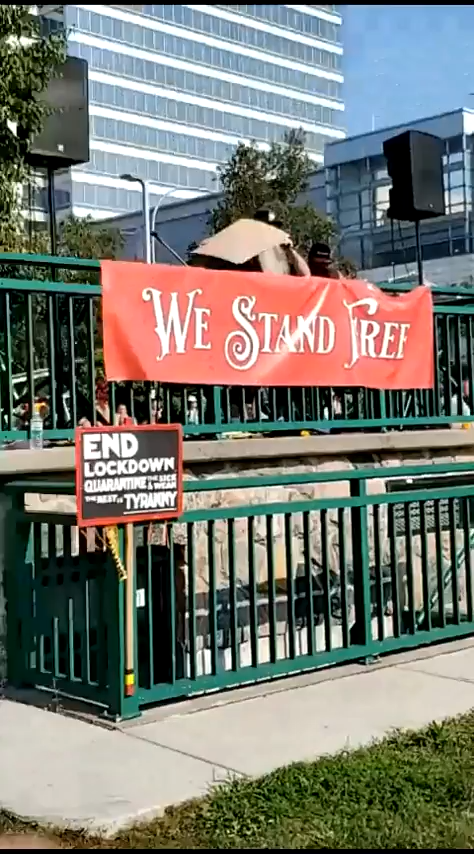 WE STAND FREE
END
LOCKDOWN
QUARANTINE THE SICK
& WEAK
THE REST IS TYRANNY